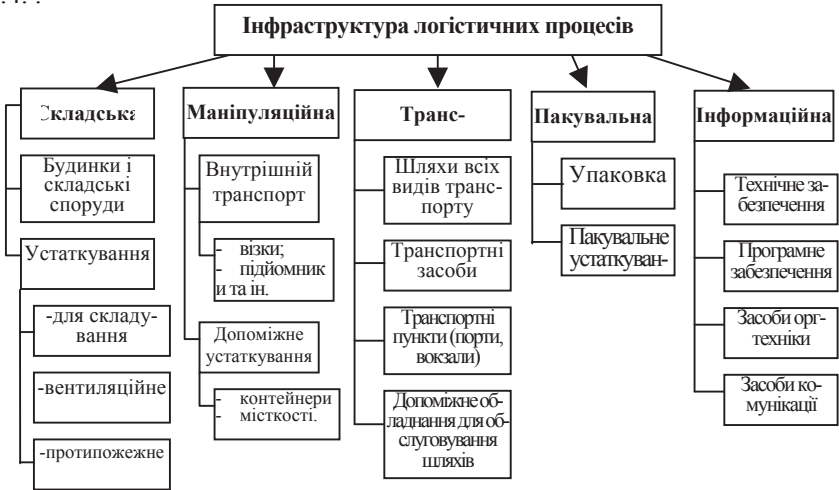 Інфраструктура логістичних процесів
Складська
Будинки і
складські
споруди
Устаткування
-для складу-
вання
-вентиляційне
-протипожежне
Маніпуляційна
Внутрішній
транспорт
- візки;
- підйомник
и та ін.
Допоміжне
устаткування
- контейнери
- місткості.
Транс-
Шляхи всіх
видів транс-
порту
Транспортні
засоби
Транспортні
пункти (порти,
вокзали)
Допоміжне об-
ладнання для об-
слуговування
шляхів
Пакувальна
Упаковка
Пакувальне
устаткуван-
Інформаційна
Технічне за-
безпечення
Програмне
забезпечення
Засоби орг-
техніки
Засоби ко-
мунікації